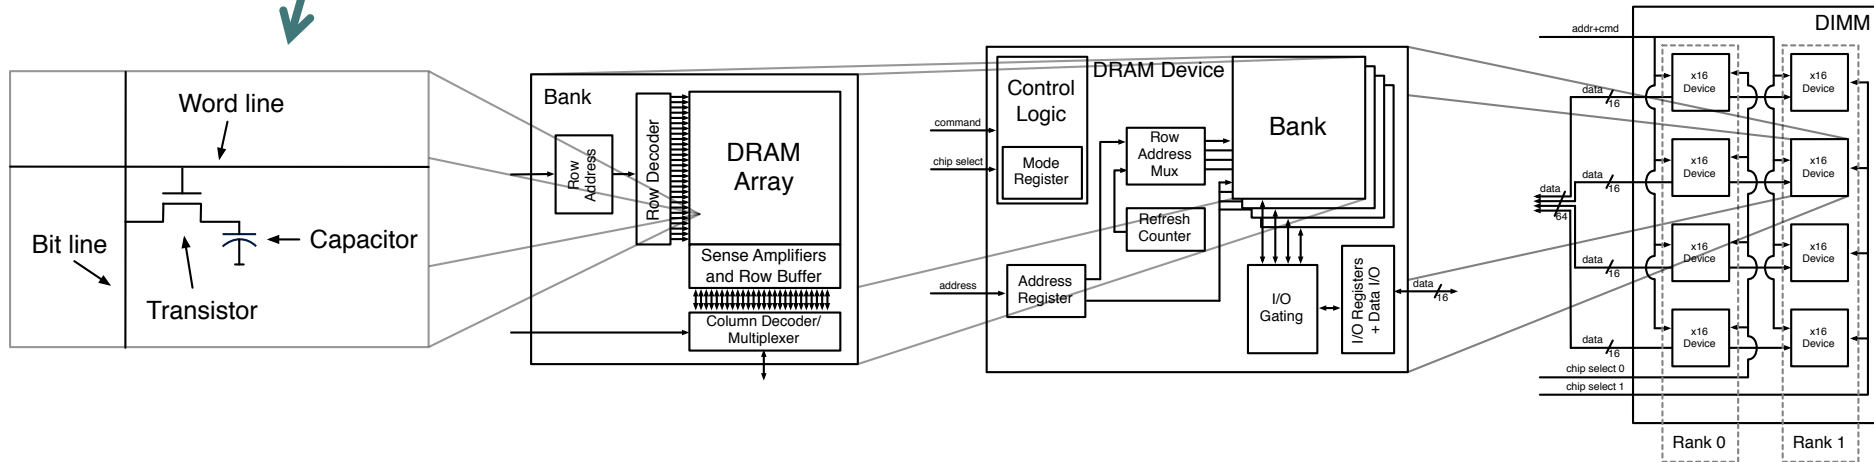 Word line
Bit line
Capacitor
Transistor
Bank
Row
Address
Row Decoder
DRAM
Array
Sense Amplifiers
and Row Buffer
Column Decoder/
Multiplexer
DRAM Device
command
chip select
address
Control
Logic
Mode
Register
Row
Address
Mux
Refresh
Counter
Address
Register
Bank
I/O
Gating
I/O Registers
+ Data I/O
data
16
DIMM
addr+cmd
data
16
data
16
data
64
data
16
data
16
chip select 0
chip select 1
x16
Device
x16
Device
x16
Device
x16
Device
x16
Device
x16
Device
x16
Device
x16
Device
Rank 0
Rank 1